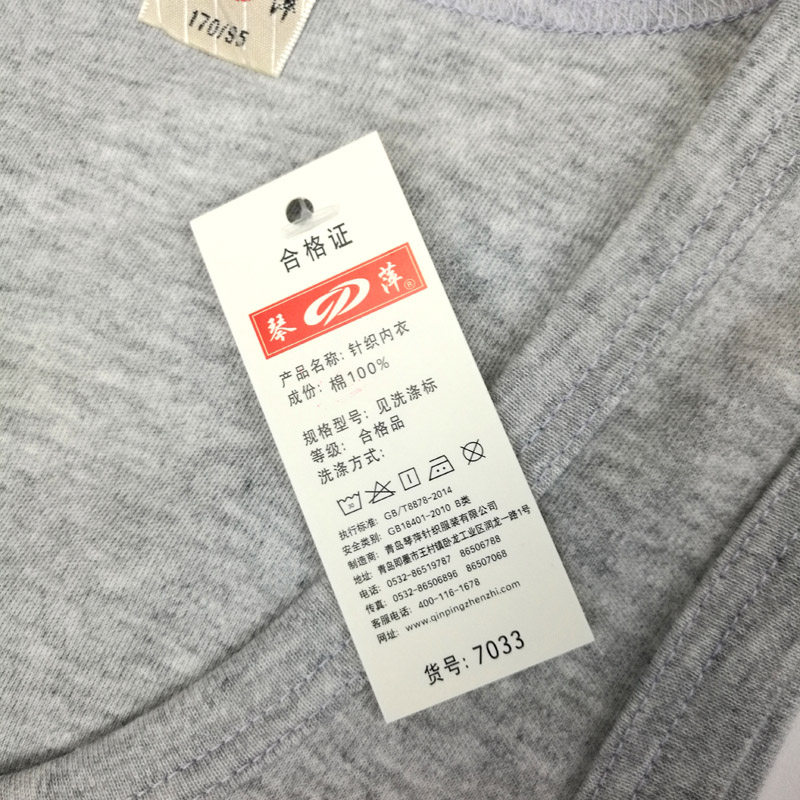 170/95
合格证
琴 萍 ®
产品名称: 针织内衣
成份: 棉100%
规格型号: 见洗涤标
等级: 合格品
洗涤方式:
执行标准: GB/T8878-2014
安全类别: GB18401-2010 B类
制造商: 青岛琴萍针织服装有限公司
地址: 青岛即墨市王村镇卧龙工业区润龙一路1号
电话: 0532-86519787 86506788
传真: 0532-86506896 86507068
客服电话: 400-116-1678
网址: www.qinpingzhenzhi.com
货号: 7033